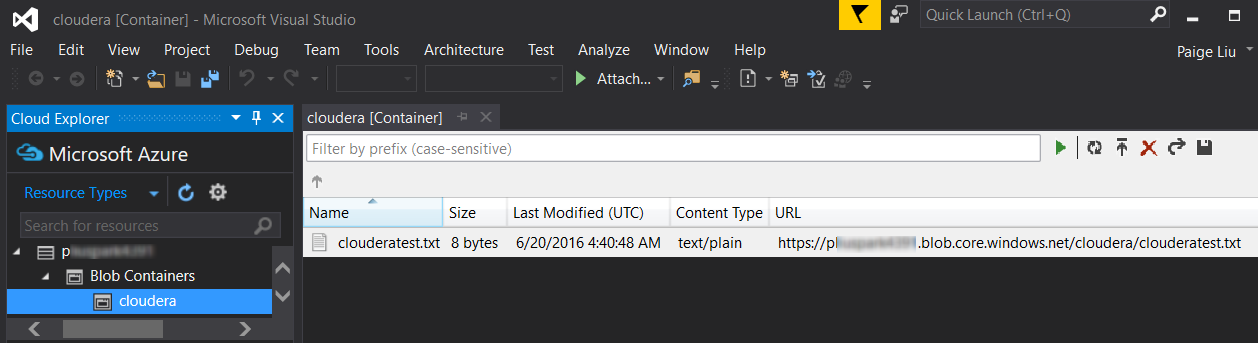 cloudera [Container] - Microsoft Visual Studio
Quick Launch (Ctrl+Q)
File Edit View Project Debug Team Tools Architecture Test Analyze Window Help
Paige Liu
Attach...
Cloud Explorer
cloudera [Container]
Microsoft Azure
Filter by prefix (case-sensitive)
Resource Types
Search for resources
Name Size Last Modified (UTC) Content Type URL
clouderatest.txt 8 bytes 6/20/2016 4:40:48 AM text/plain https://p .blob.core.windows.net/cloudera/clouderatest.txt
p
Blob Containers
cloudera